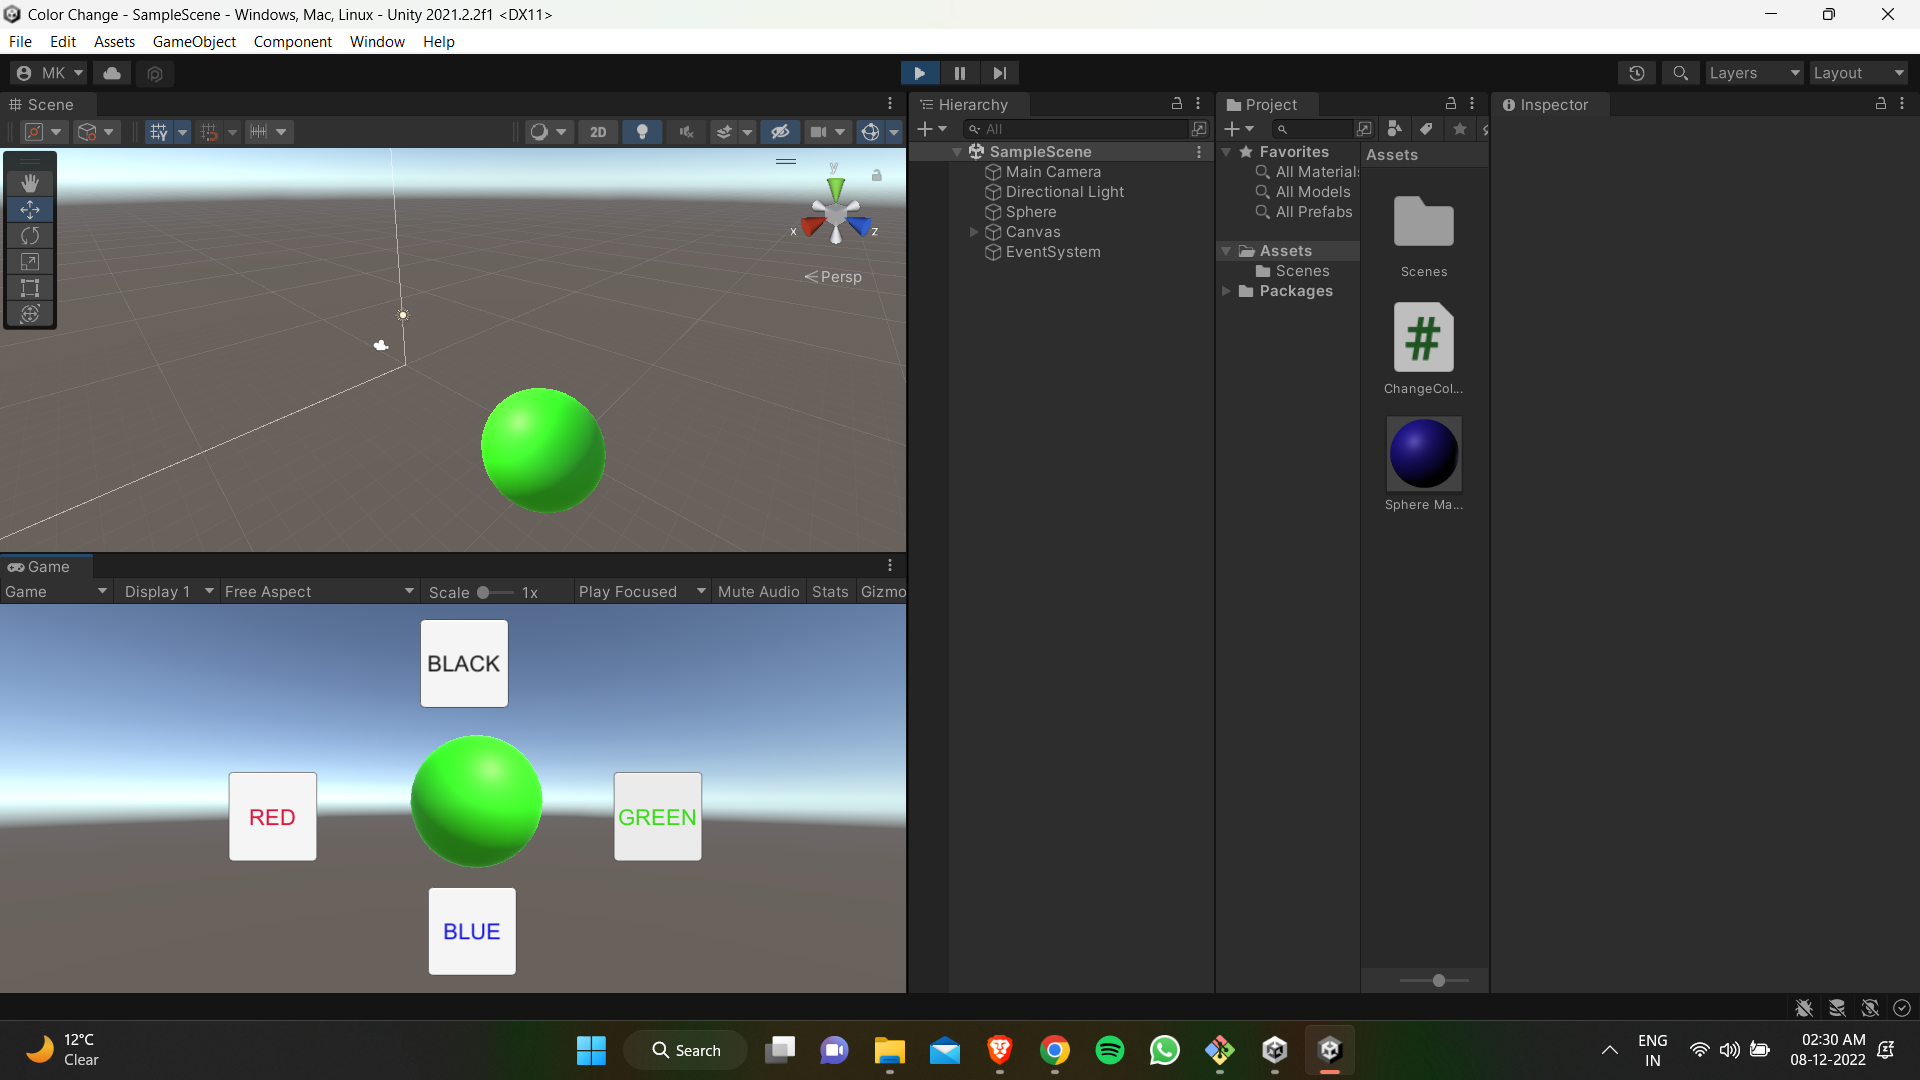 Color Change - SampleScene - Windows, Mac, Linux - Unity 2021.2.2f1 <DX11>
File Edit Assets GameObject Component Window Help
MK
Layers
Layout
Scene
2D
y
x
z
Persp
Game
Game
Display 1
Free Aspect
Scale
1x
Play Focused
Mute Audio
Stats
Gizmo
BLACK
RED
GREEN
BLUE
Hierarchy
All
SampleScene
Main Camera
Directional Light
Sphere
Canvas
EventSystem
Project
Favorites
All Materials
All Models
All Prefabs
Assets
Scenes
Packages
Assets
Scenes
ChangeCol...
Sphere Ma...
Inspector
12°C
Clear
Search
ENG
IN
02:30 AM
08-12-2022